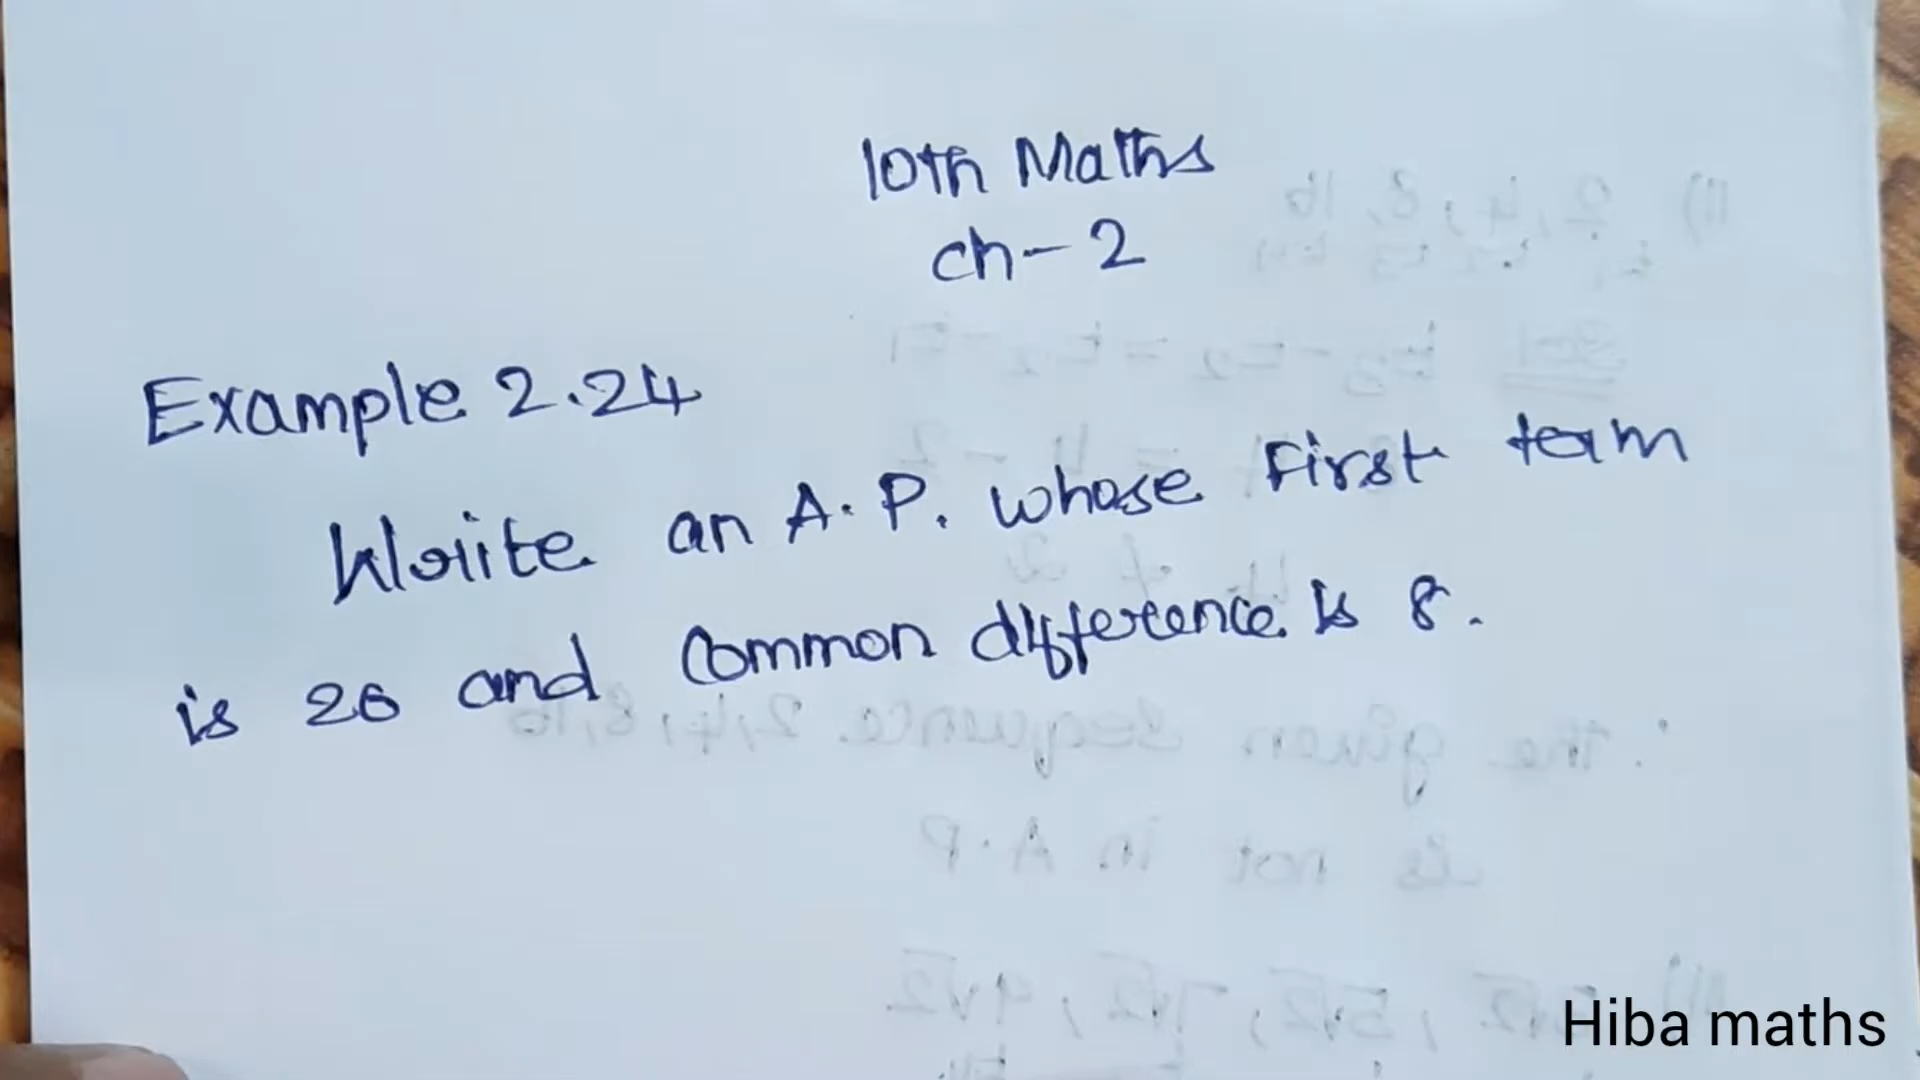 10th Maths
ch-2
Example 2.24
Write an A.P. whose first term
is 20 and common difference is 8.
Hiba maths